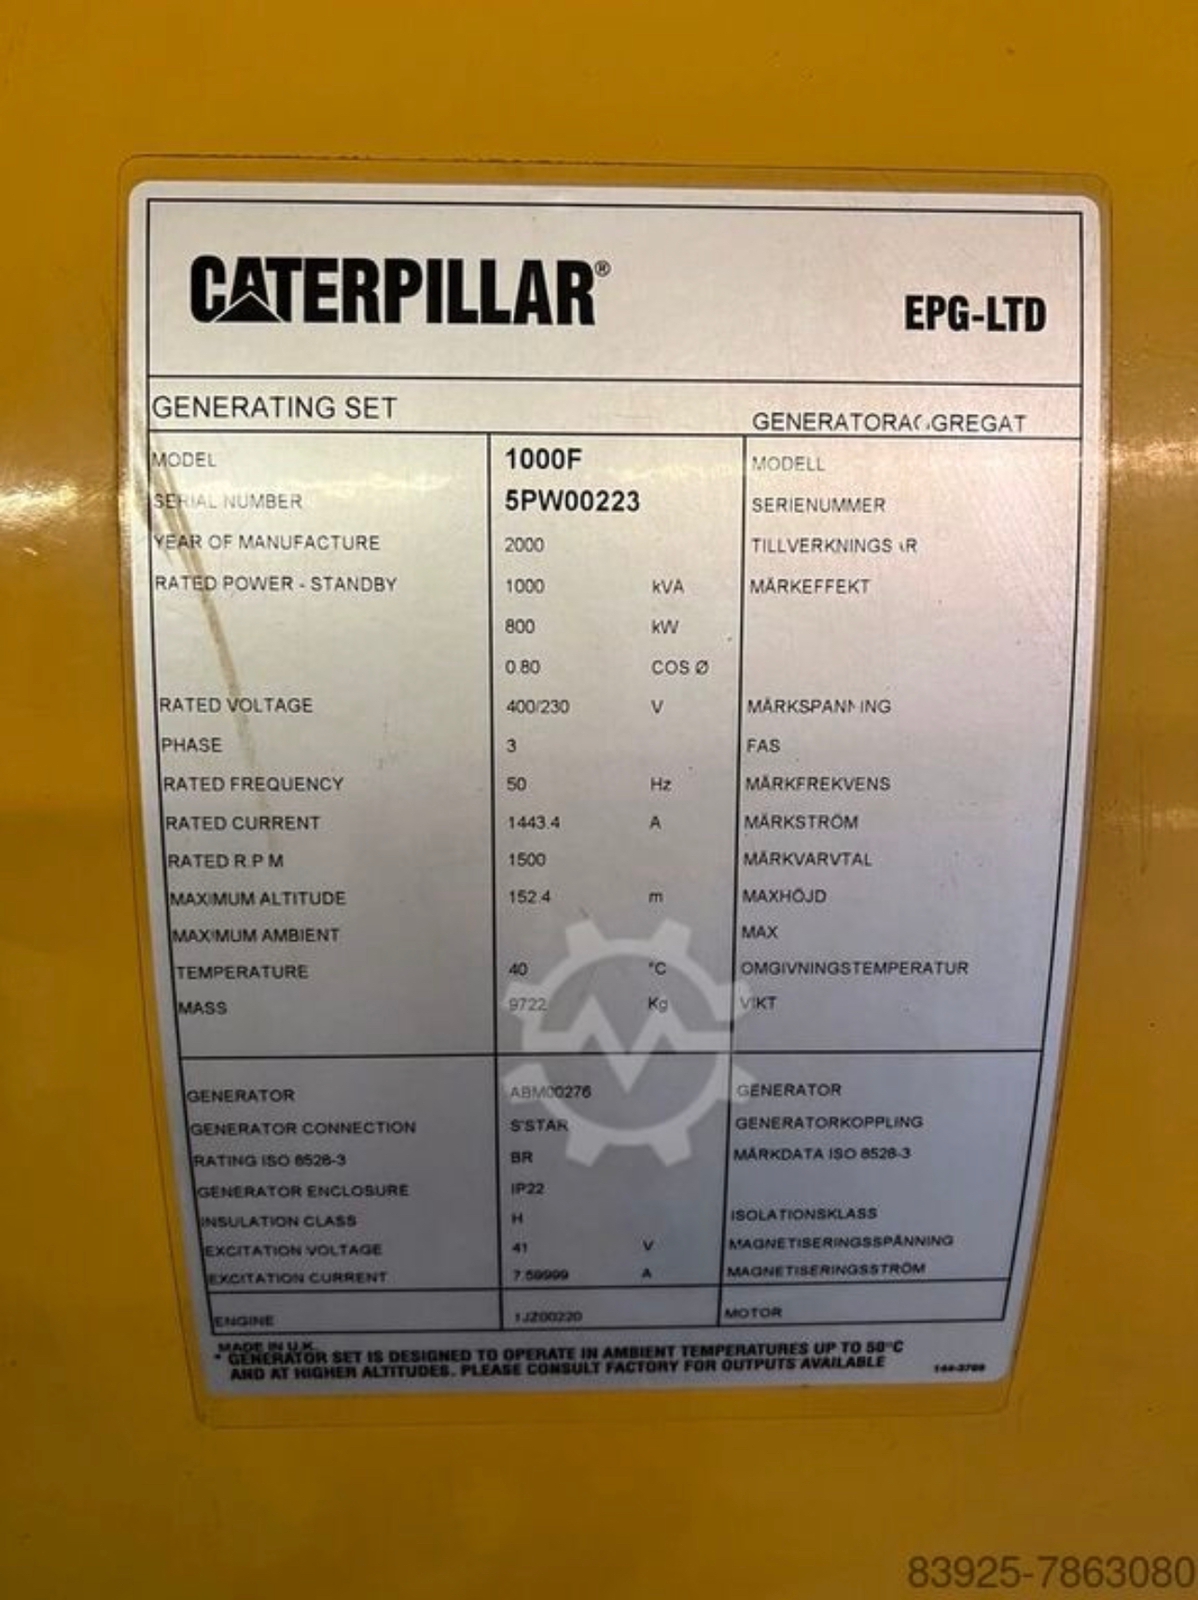 CATERPILLAR®
EPG-LTD
GENERATING SET GENERATORAGGREGAT
MODEL 1000F MODELL
SERIAL NUMBER 5PW00223 SERIENUMMER
YEAR OF MANUFACTURE 2000 TILLVERKNINGS R
RATED POWER - STANDBY 1000 kVA MÄRKEFFEKT
800 kW
0.80 COS Ø
RATED VOLTAGE 400/230 V MÄRKSPANNING
PHASE 3 FAS
RATED FREQUENCY 50 Hz MÄRKFREKVENS
RATED CURRENT 1443.4 A MÄRKSTRÖM
RATED R.P M 1500 MÄRKVARVTAL
MAXIMUM ALTITUDE 152.4 m MAXHÖJD
MAXIMUM AMBIENT MAX
TEMPERATURE 40 °C OMGIVNINGSTEMPERATUR
MASS 9722 Kg VIKT
GENERATOR ABM00276 GENERATOR
GENERATOR CONNECTION S'STAR GENERATORKOPPLING
RATING ISO 8528-3 BR MÄRKDATA ISO 8528-3
GENERATOR ENCLOSURE IP22
INSULATION CLASS H ISOLATIONSKLASS
EXCITATION VOLTAGE 41 V MAGNETISERINGSSPÄNNING
EXCITATION CURRENT 7.59999 A MAGNETISERINGSSTRÖM
ENGINE 1JZ00220 MOTOR
MADE IN U.K.
* GENERATOR SET IS DESIGNED TO OPERATE IN AMBIENT TEMPERATURES UP TO 50°C
AND AT HIGHER ALTITUDES. PLEASE CONSULT FACTORY FOR OUTPUTS AVAILABLE
83925-7863080